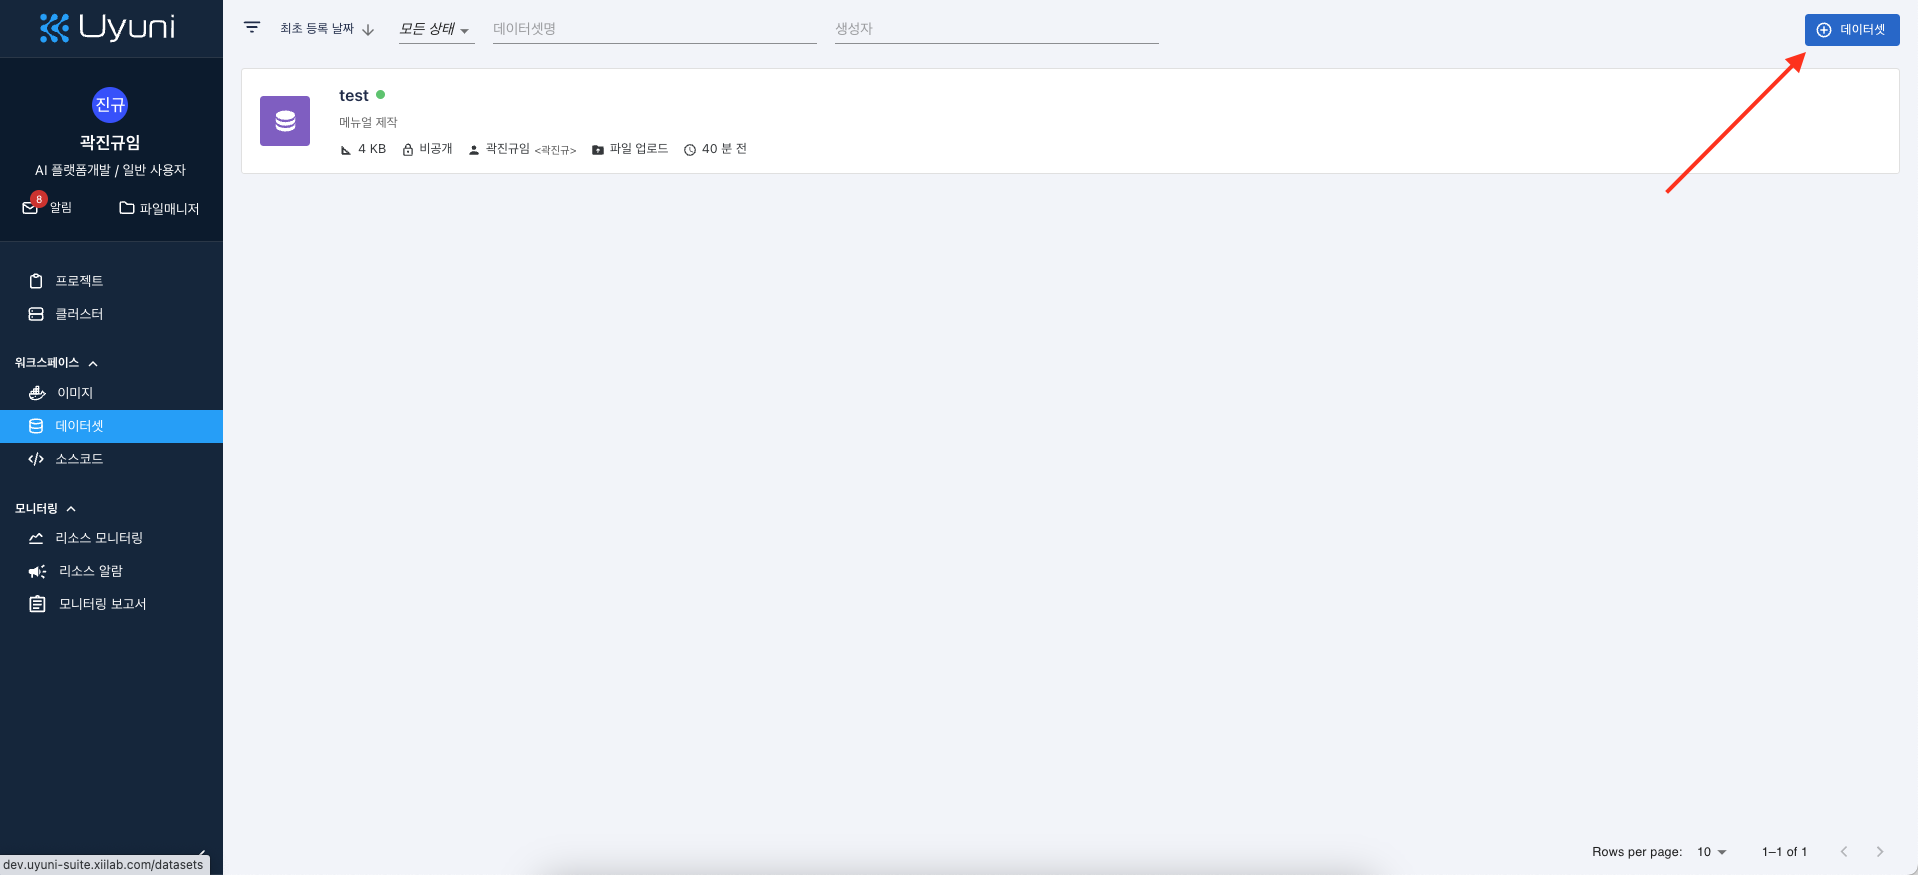 Uyuni
진규
곽진규임
AI 플랫폼개발 / 일반 사용자
8 알림 파일매니저
프로젝트
클러스터
워크스페이스
이미지
데이터셋
소스코드
모니터링
리소스 모니터링
리소스 알람
모니터링 보고서
dev.uyuni-suite.xiilab.com/datasets
최초 등록 날짜 모든 상태 데이터셋명 생성자 데이터셋
test
메뉴얼 제작
4 KB 비공개 곽진규임 <곽진규> 파일 업로드 40 분 전
Rows per page: 10 1–1 of 1